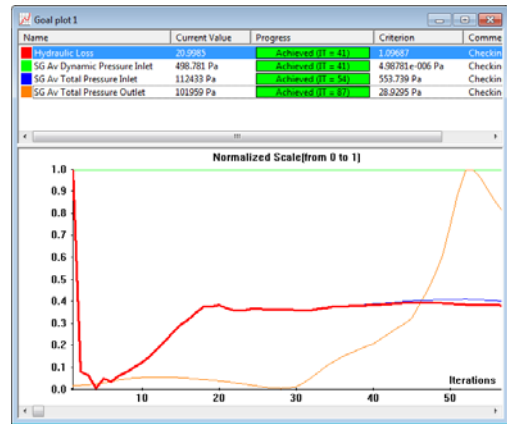 Goal plot 1
Name Current Value Progress Criterion Comme
Hydraulic Loss 20.9985 Achieved (IT = 41) 1.09687 Checkin
SG Av Dynamic Pressure Inlet 498.781 Pa Achieved (IT = 41) 4.98781e-006 Pa Checkin
SG Av Total Pressure Inlet 112433 Pa Achieved (IT = 54) 553.739 Pa Checkin
SG Av Total Pressure Outlet 101959 Pa Achieved (IT = 87) 28.9295 Pa Checkin
Normalized Scale(from 0 to 1)
1.0
0.9
0.8
0.7
0.6
0.5
0.4
0.3
0.2
0.1
0.0
Iterations
10 20 30 40 50